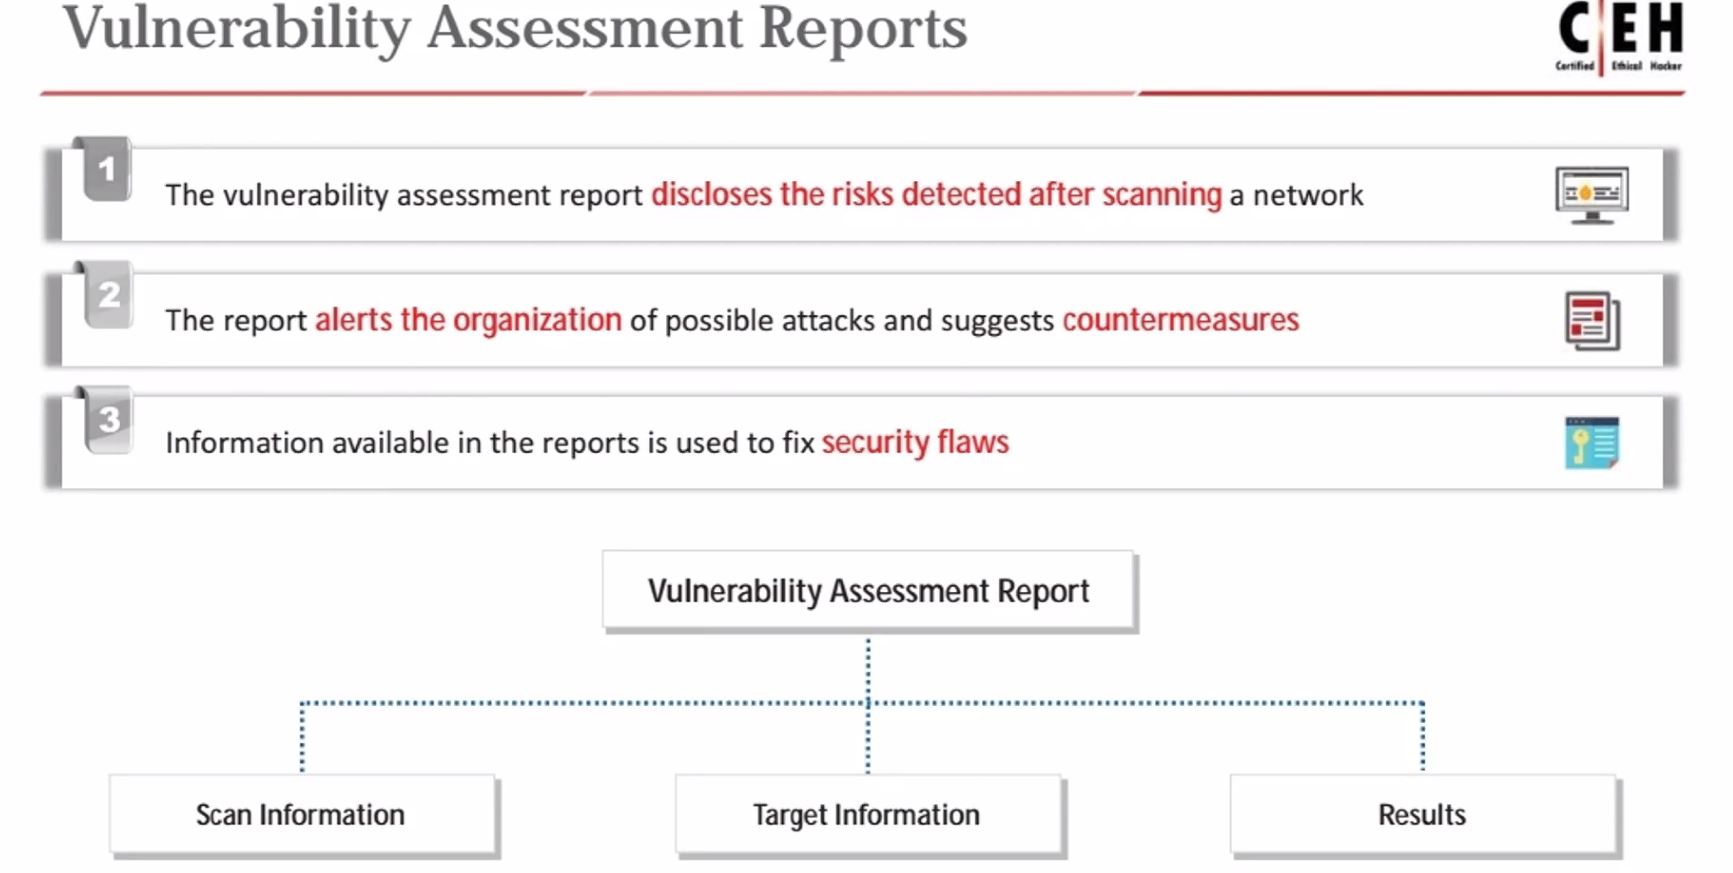 Vulnerability Assessment Reports
C|EH
Certified Ethical Hacker
1
The vulnerability assessment report discloses the risks detected after scanning a network
2
The report alerts the organization of possible attacks and suggests countermeasures
3
Information available in the reports is used to fix security flaws
Vulnerability Assessment Report
Scan Information
Target Information
Results